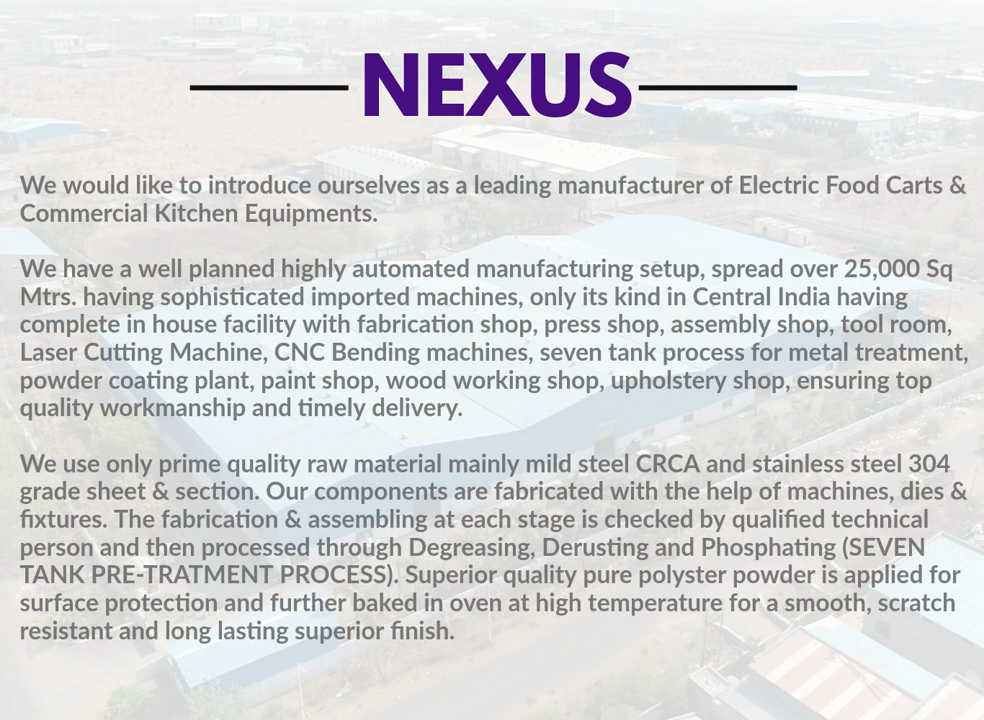 NEXUS
We would like to introduce ourselves as a leading manufacturer of Electric Food Carts &
Commercial Kitchen Equipments.
We have a well planned highly automated manufacturing setup, spread over 25,000 Sq
Mtrs. having sophisticated imported machines, only its kind in Central India having
complete in house facility with fabrication shop, press shop, assembly shop, tool room,
Laser Cutting Machine, CNC Bending machines, seven tank process for metal treatment,
powder coating plant, paint shop, wood working shop, upholstery shop, ensuring top
quality workmanship and timely delivery.
We use only prime quality raw material mainly mild steel CRCA and stainless steel 304
grade sheet & section. Our components are fabricated with the help of machines, dies &
fixtures. The fabrication & assembling at each stage is checked by qualified technical
person and then processed through Degreasing, Derusting and Phosphating (SEVEN
TANK PRE-TRATMENT PROCESS). Superior quality pure polyster powder is applied for
surface protection and further baked in oven at high temperature for a smooth, scratch
resistant and long lasting superior finish.